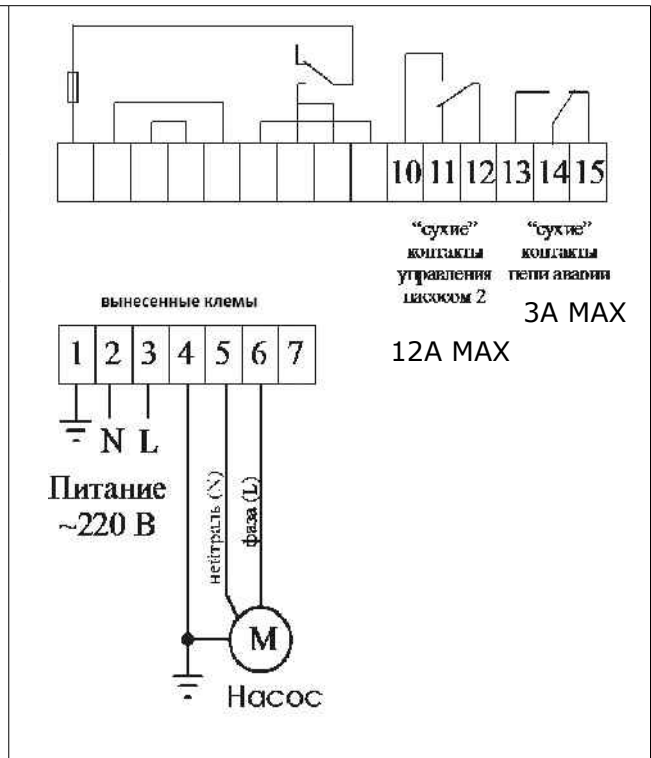 L
10 11 12 13 14 15
“сухие” контакты управления насосом 2
“сухие” контакты цепи аварии
3A MAX
12A MAX
вынесенные клемы
1 2 3 4 5 6 7
N L
Питание
~220 В
нейтраль (N)
фаза (L)
М
Насос